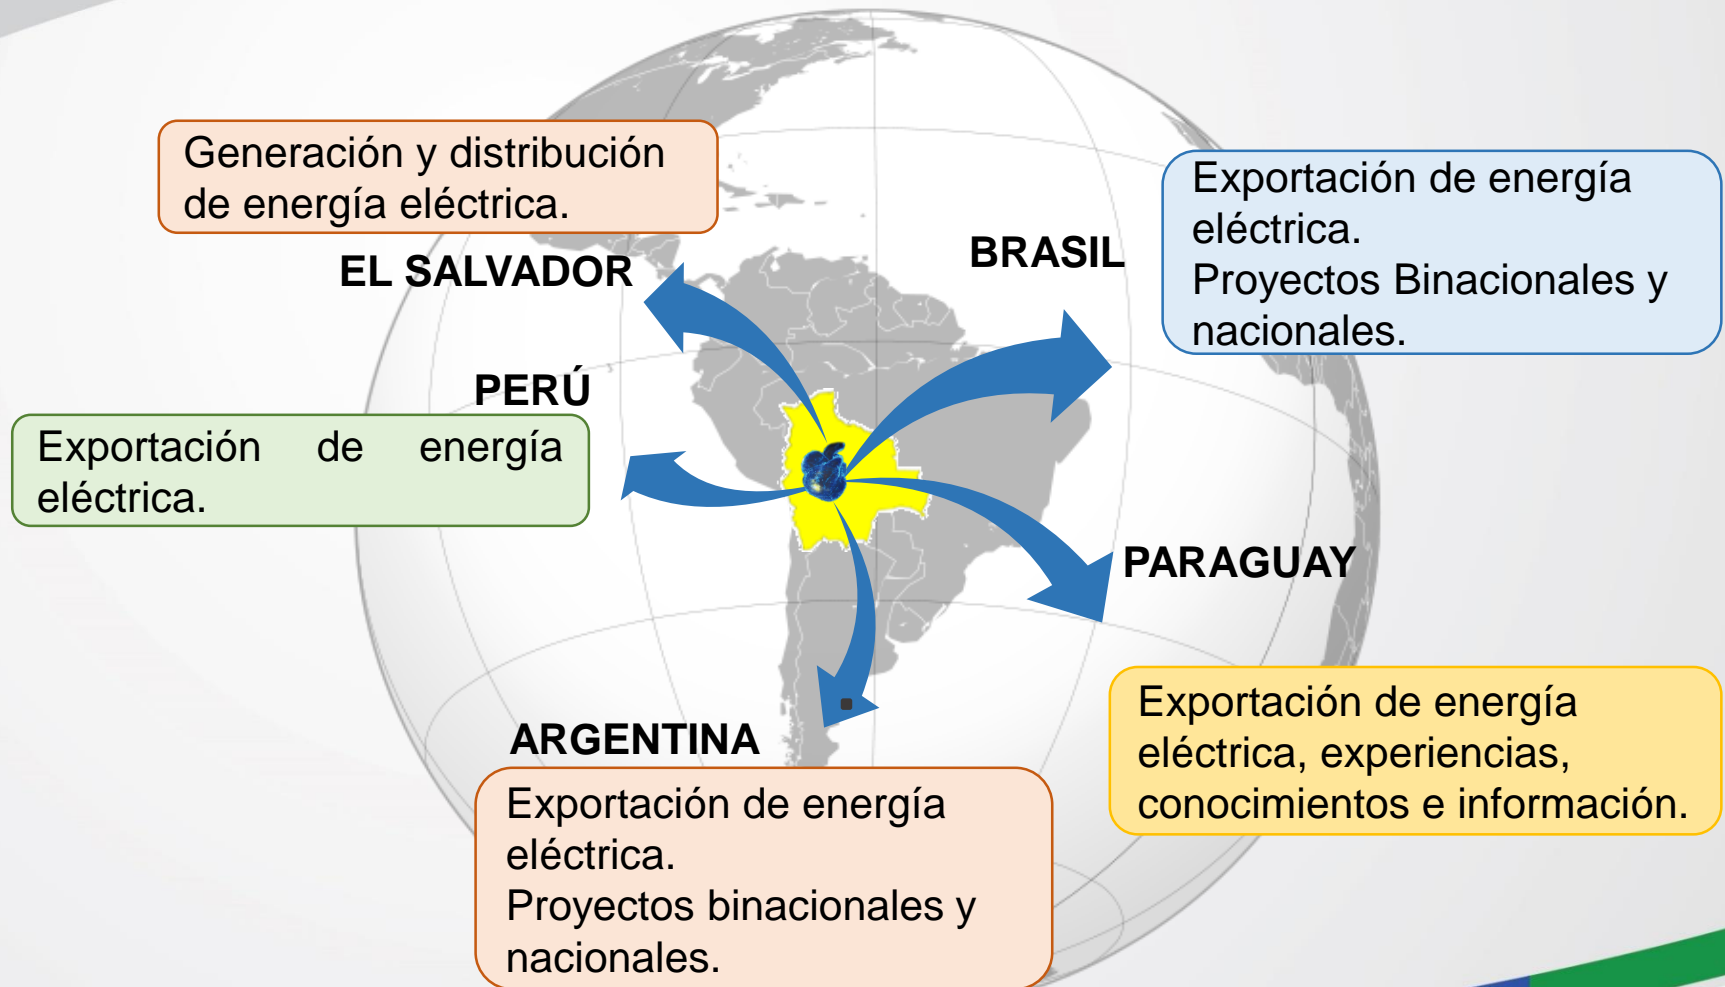 Generación y distribución
de energía eléctrica.
EL SALVADOR
BRASIL
Exportación de energía
eléctrica.
Proyectos Binacionales y
nacionales.
PERÚ
Exportación de energía
eléctrica.
PARAGUAY
Exportación de energía
eléctrica, experiencias,
conocimientos e información.
ARGENTINA
Exportación de energía
eléctrica.
Proyectos binacionales y
nacionales.